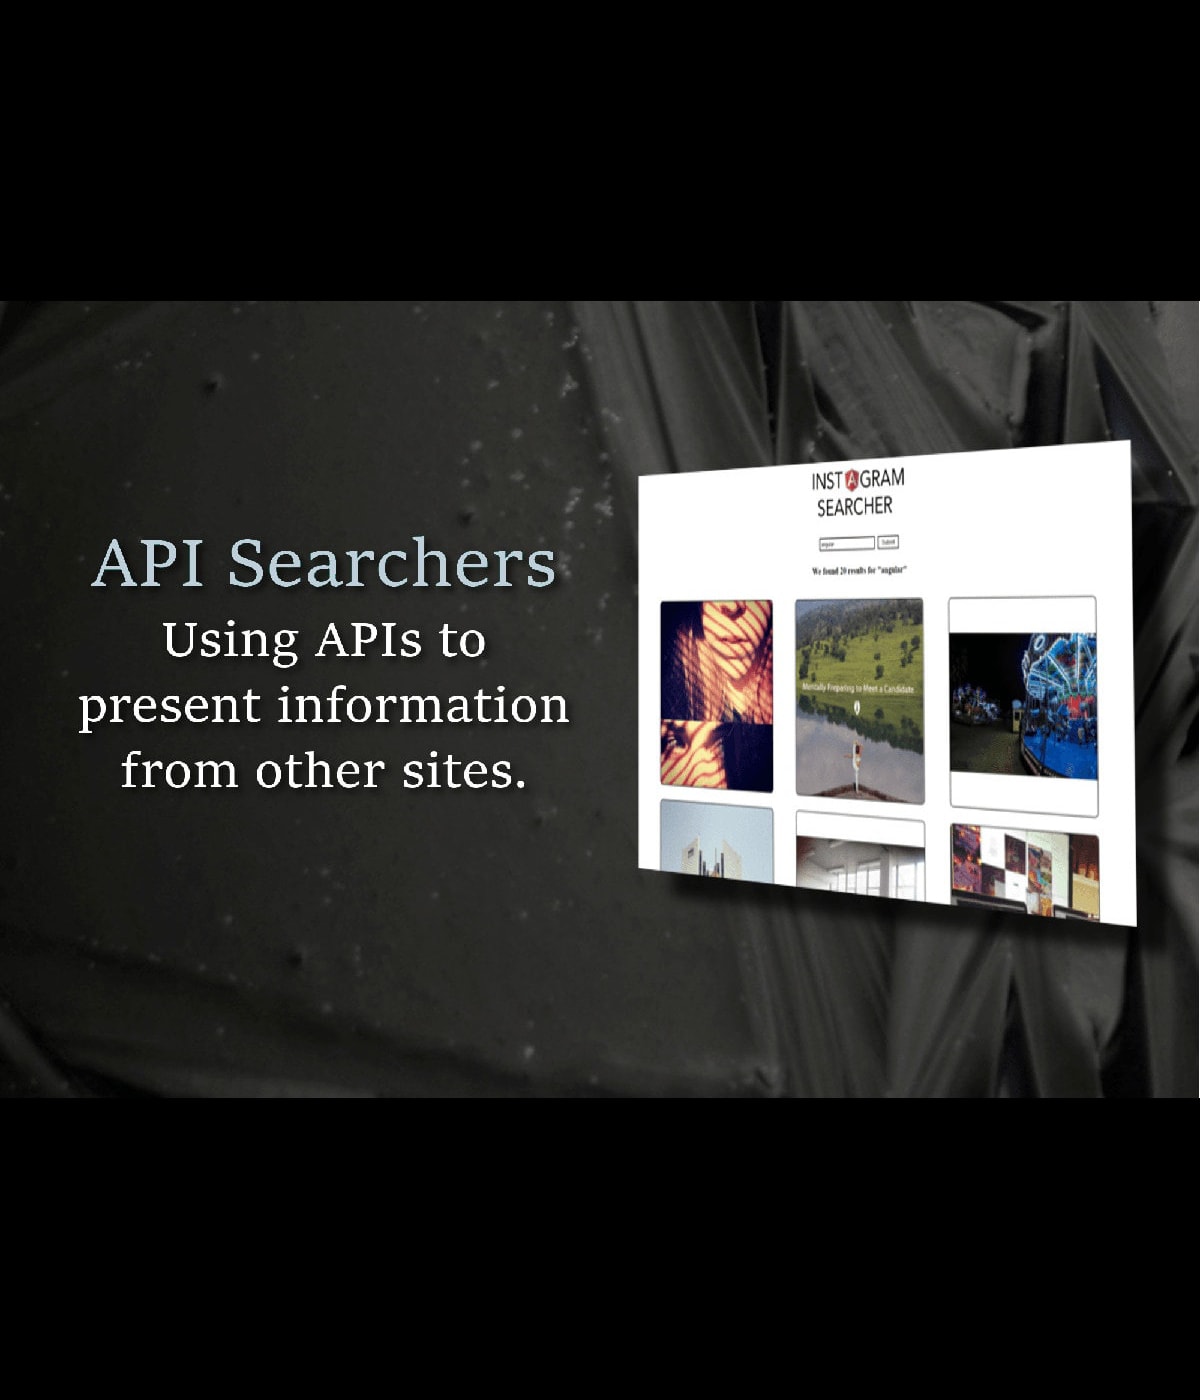 API Searchers
Using APIs to
present information
from other sites.
INSTAGRAM
SEARCHER
angular
Submit
We found 20 results for "angular"
Mentally Preparing to Meet a Candidate